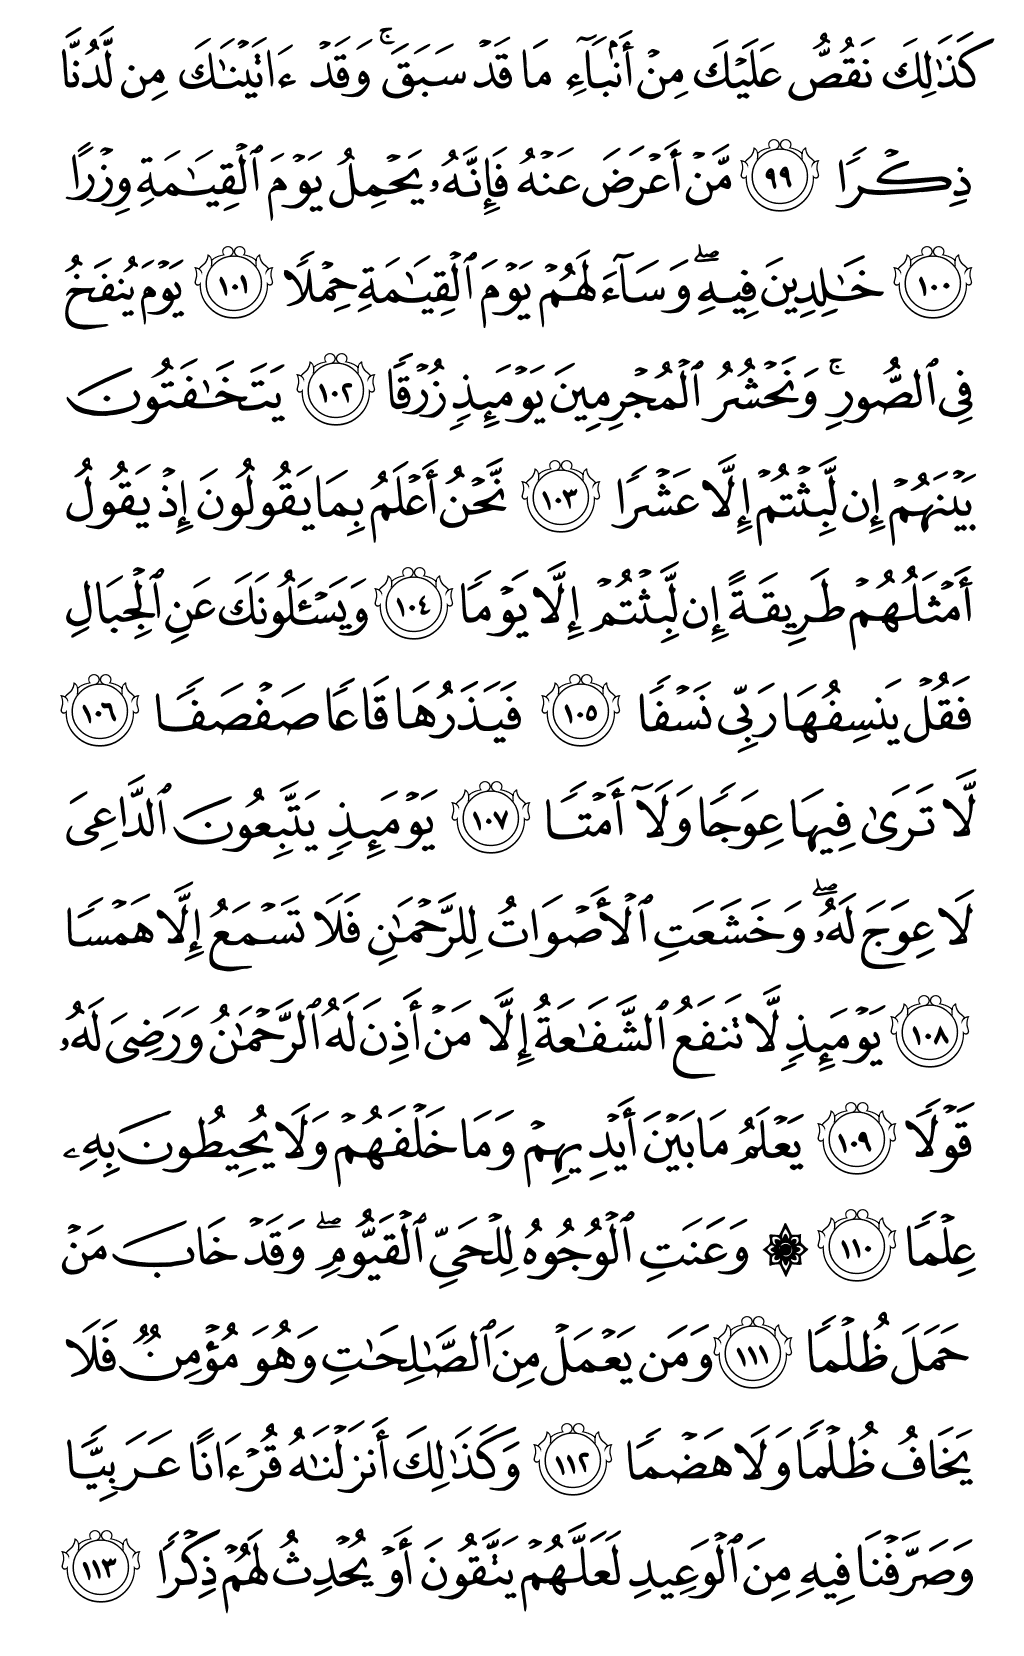 كَذَٰلِكَ نَقُصُّ عَلَيْكَ مِنْ أَنۢبَآءِ مَا قَدْ سَبَقَ ۚ وَقَدْ ءَاتَيْنَٰكَ مِن لَّدُنَّا
ذِكْرًا ٩٩ مَّنْ أَعْرَضَ عَنْهُ فَإِنَّهُۥ يَحْمِلُ يَوْمَ ٱلْقِيَٰمَةِ وِزْرًا
١٠٠ خَٰلِدِينَ فِيهِ ۖ وَسَآءَ لَهُمْ يَوْمَ ٱلْقِيَٰمَةِ حِمْلًا ١٠١ يَوْمَ يُنفَخُ
فِى ٱلصُّورِ ۚ وَنَحْشُرُ ٱلْمُجْرِمِينَ يَوْمَئِذٍ زُرْقًا ١٠٢ يَتَخَٰفَتُونَ
بَيْنَهُمْ إِن لَّبِثْتُمْ إِلَّا عَشْرًا ١٠٣ نَّحْنُ أَعْلَمُ بِمَا يَقُولُونَ إِذْ يَقُولُ
أَمْثَلُهُمْ طَرِيقَةً إِن لَّبِثْتُمْ إِلَّا يَوْمًا ١٠٤ وَيَسْـَٔلُونَكَ عَنِ ٱلْجِبَالِ
فَقُلْ يَنسِفُهَا رَبِّى نَسْفًا ١٠٥ فَيَذَرُهَا قَاعًا صَفْصَفًا ١٠٦
لَّا تَرَىٰ فِيهَا عِوَجًا وَلَآ أَمْتًا ١٠٧ يَوْمَئِذٍ يَتَّبِعُونَ ٱلدَّاعِىَ
لَا عِوَجَ لَهُۥ ۖ وَخَشَعَتِ ٱلْأَصْوَاتُ لِلرَّحْمَٰنِ فَلَا تَسْمَعُ إِلَّا هَمْسًا
١٠٨ يَوْمَئِذٍ لَّا تَنفَعُ ٱلشَّفَٰعَةُ إِلَّا مَنْ أَذِنَ لَهُ ٱلرَّحْمَٰنُ وَرَضِىَ لَهُۥ
قَوْلًا ١٠٩ يَعْلَمُ مَا بَيْنَ أَيْدِيهِمْ وَمَا خَلْفَهُمْ وَلَا يُحِيطُونَ بِهِۦ
عِلْمًا ١١٠ ۞ وَعَنَتِ ٱلْوُجُوهُ لِلْحَىِّ ٱلْقَيُّومِ ۖ وَقَدْ خَابَ مَنْ
حَمَلَ ظُلْمًا ١١١ وَمَن يَعْمَلْ مِنَ ٱلصَّٰلِحَٰتِ وَهُوَ مُؤْمِنٌ فَلَا
يَخَافُ ظُلْمًا وَلَا هَضْمًا ١١٢ وَكَذَٰلِكَ أَنزَلْنَٰهُ قُرْءَانًا عَرَبِيًّا
وَصَرَّفْنَا فِيهِ مِنَ ٱلْوَعِيدِ لَعَلَّهُمْ يَتَّقُونَ أَوْ يُحْدِثُ لَهُمْ ذِكْرًا ١١٣